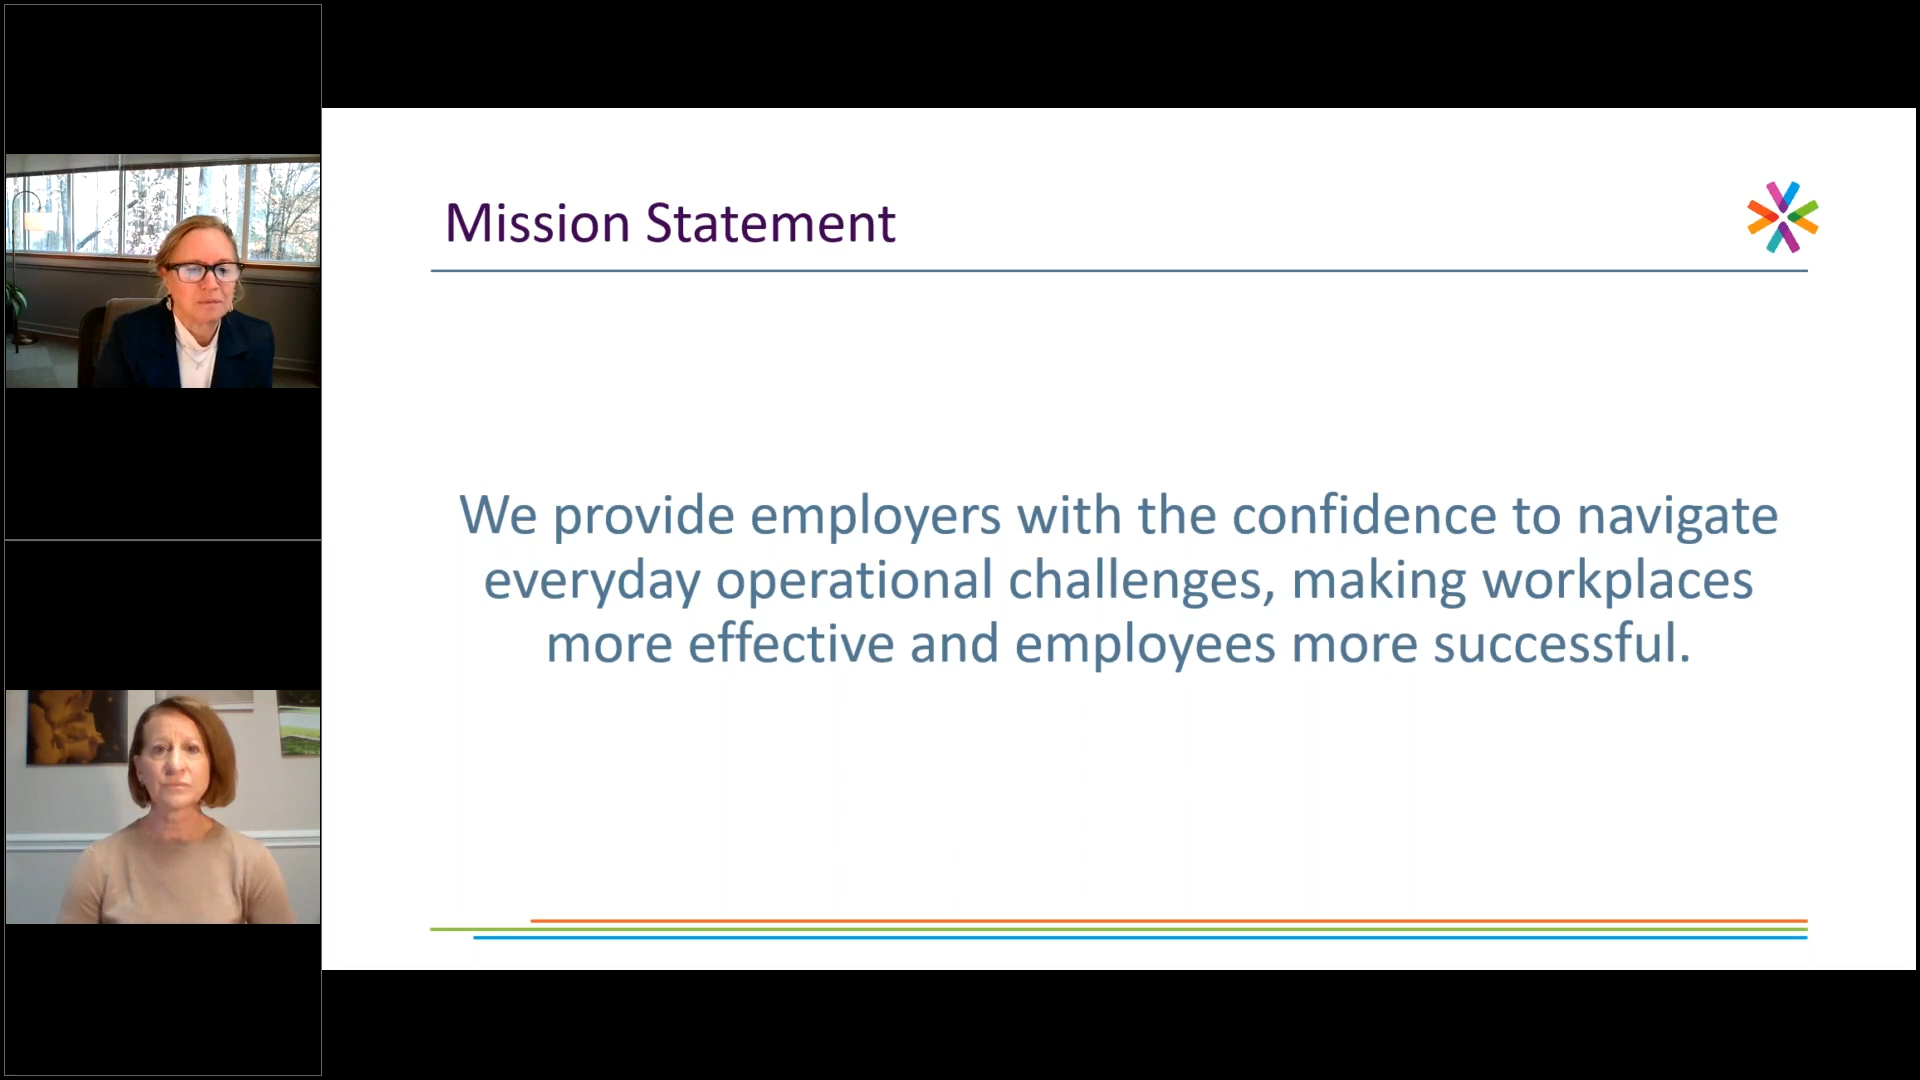 Mission Statement
We provide employers with the confidence to navigate
everyday operational challenges, making workplaces
more effective and employees more successful.